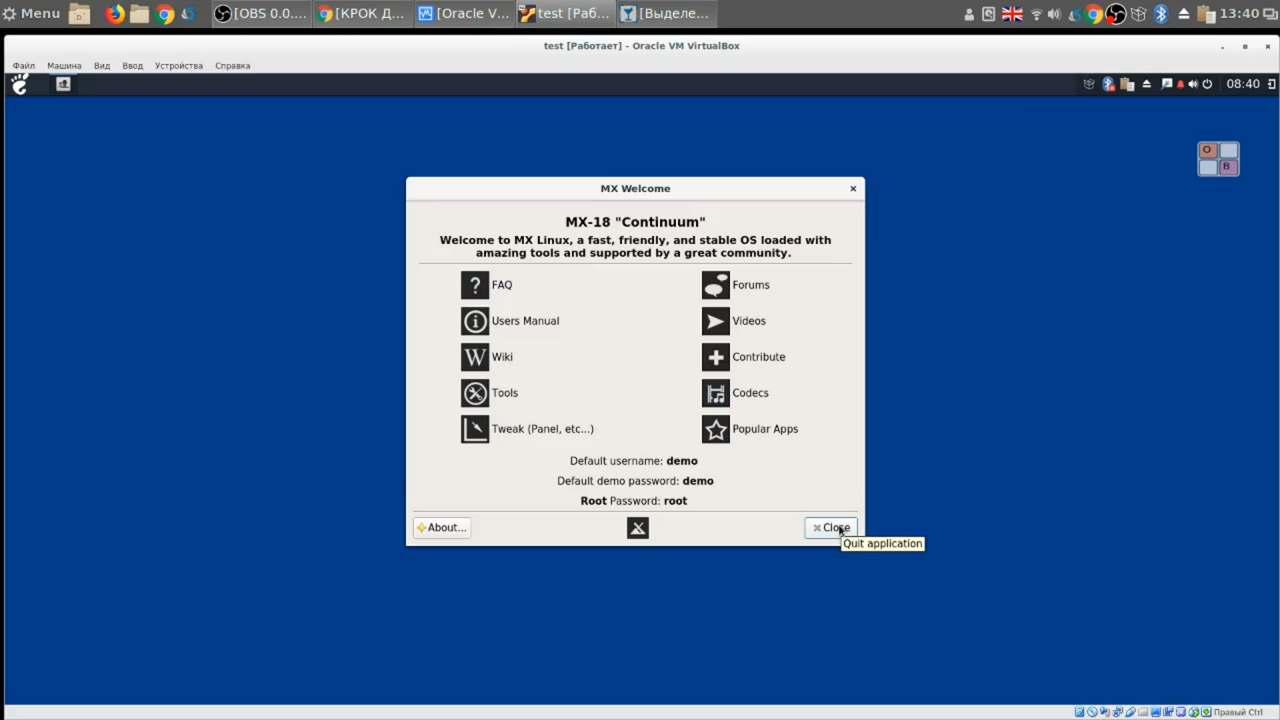 Menu
[OBS 0.0....
[КРОК Д...
[Oracle V...
test [Раб...
[Выделе...
13:40
test [Работает] - Oracle VM VirtualBox
Файл Машина Вид Ввод Устройства Справка
08:40
O
B
MX Welcome
MX-18 "Continuum"
Welcome to MX Linux, a fast, friendly, and stable OS loaded with
amazing tools and supported by a great community.
? FAQ
Forums
Users Manual
Videos
W Wiki
Contribute
Tools
Codecs
Tweak (Panel, etc...)
Popular Apps
Default username: demo
Default demo password: demo
Root Password: root
About...
Close
Quit application
Правый Ctrl